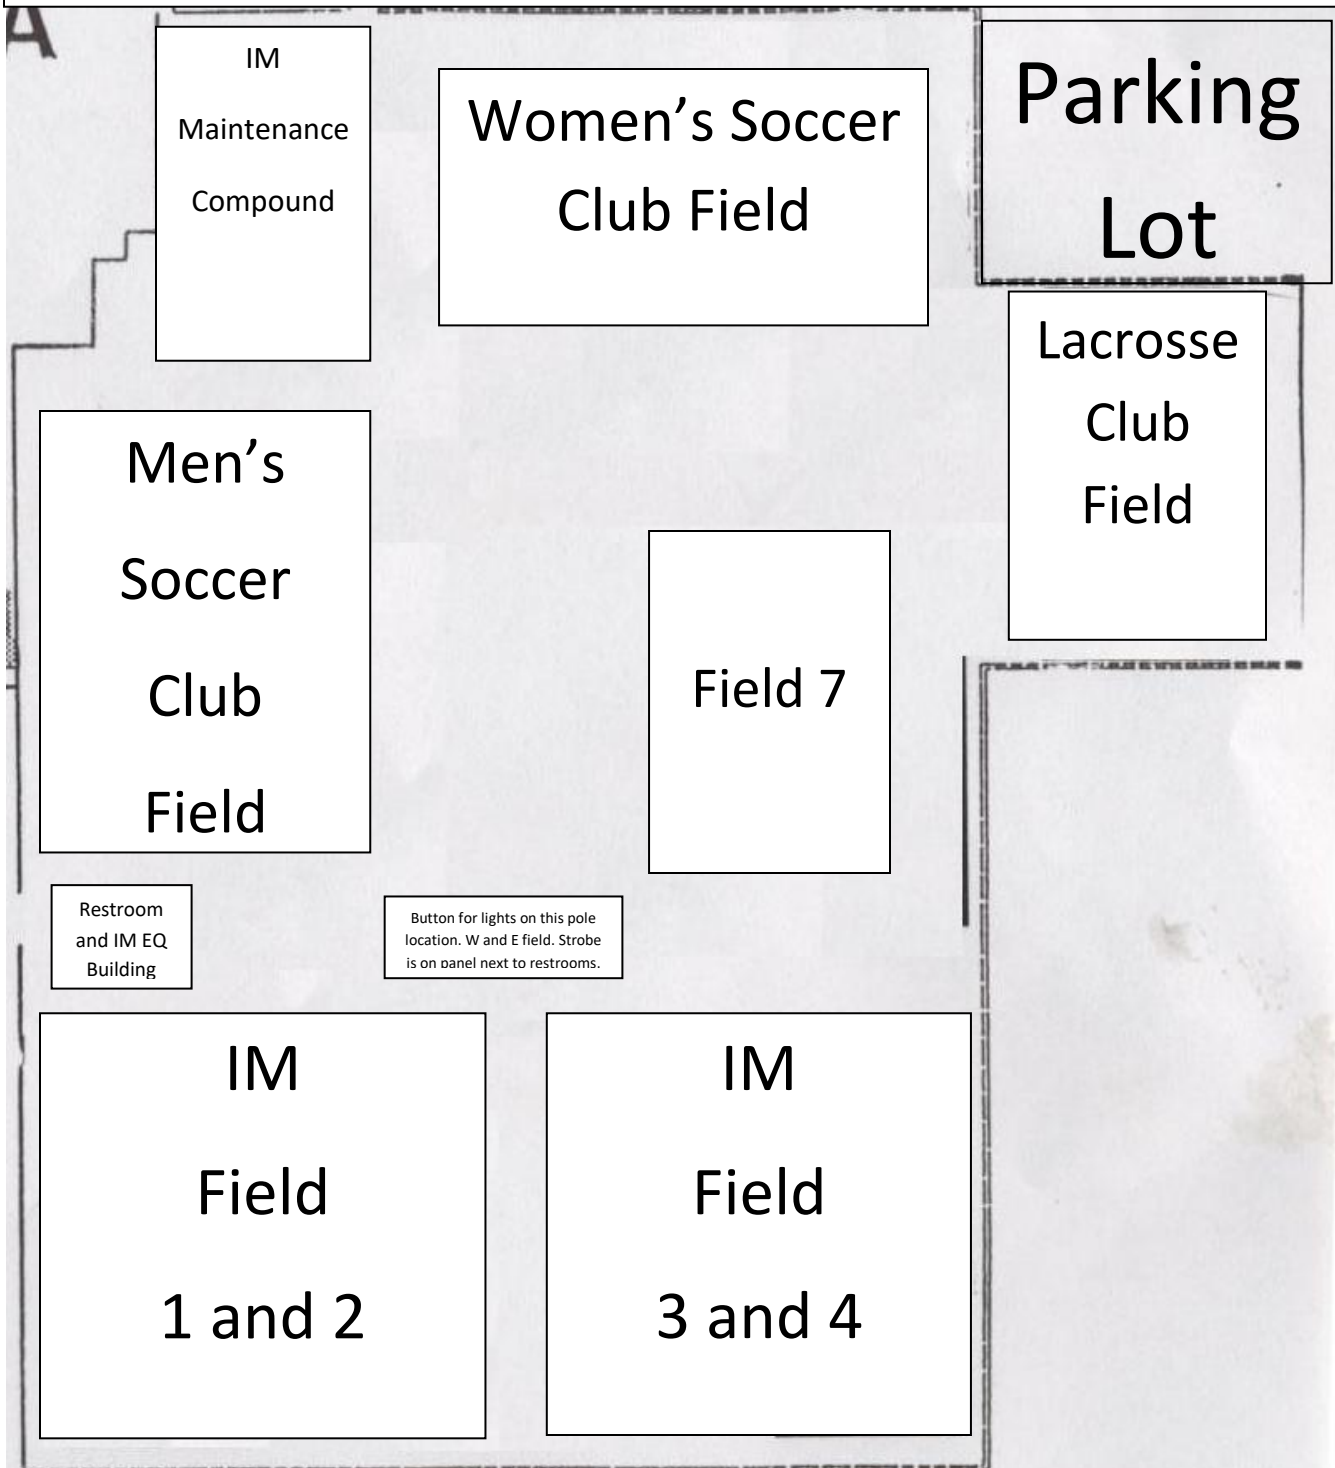 A
IM
Maintenance
Compound
Women’s Soccer
Club Field
Parking
Lot
Lacrosse
Club
Field
Men’s
Soccer
Club
Field
Field 7
Restroom
and IM EQ
Building
Button for lights on this pole
location. W and E field. Strobe
is on panel next to restrooms.
IM
Field
1 and 2
IM
Field
3 and 4